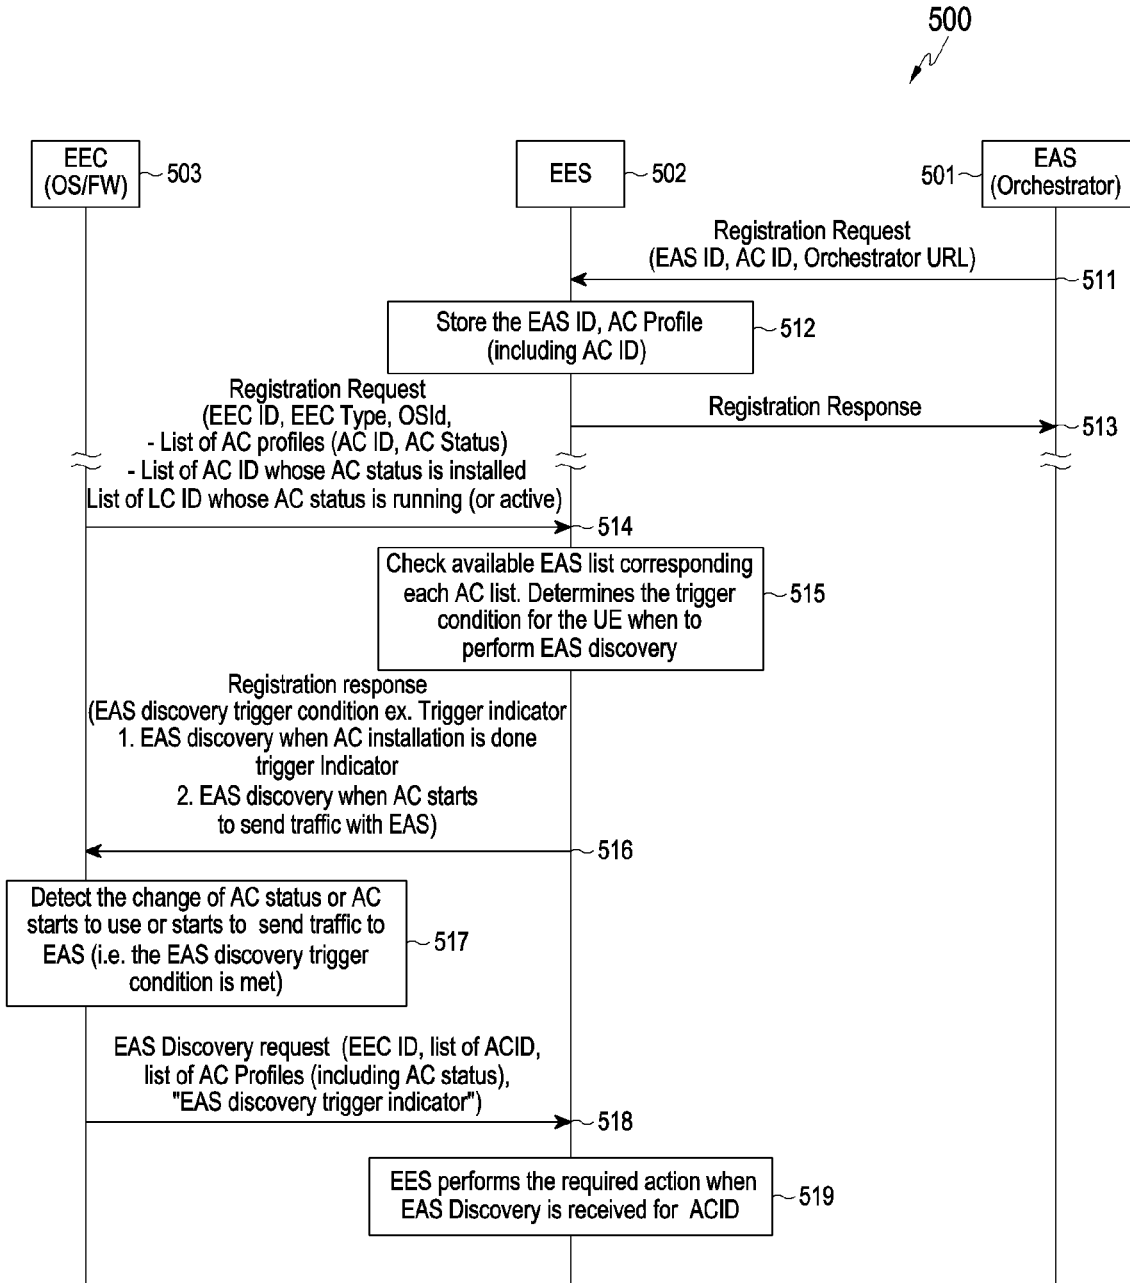 500
EEC
(OS/FW)
503
EES
502
501
EAS
(Orchestrator)
Registration Request
(EAS ID, AC ID, Orchestrator URL)
511
Store the EAS ID, AC Profile
(including AC ID)
512
Registration Response
513
Registration Request
(EEC ID, EEC Type, OSId,
- List of AC profiles (AC ID, AC Status)
- List of AC ID whose AC status is installed
List of LC ID whose AC status is running (or active)
514
Check available EAS list corresponding
each AC list. Determines the trigger
condition for the UE when to
perform EAS discovery
515
Registration response
(EAS discovery trigger condition ex. Trigger indicator
1. EAS discovery when AC installation is done
trigger Indicator
2. EAS discovery when AC starts
to send traffic with EAS)
516
Detect the change of AC status or AC
starts to use or starts to send traffic to
EAS (i.e. the EAS discovery trigger
condition is met)
517
EAS Discovery request (EEC ID, list of ACID,
list of AC Profiles (including AC status),
"EAS discovery trigger indicator")
518
EES performs the required action when
EAS Discovery is received for ACID
519